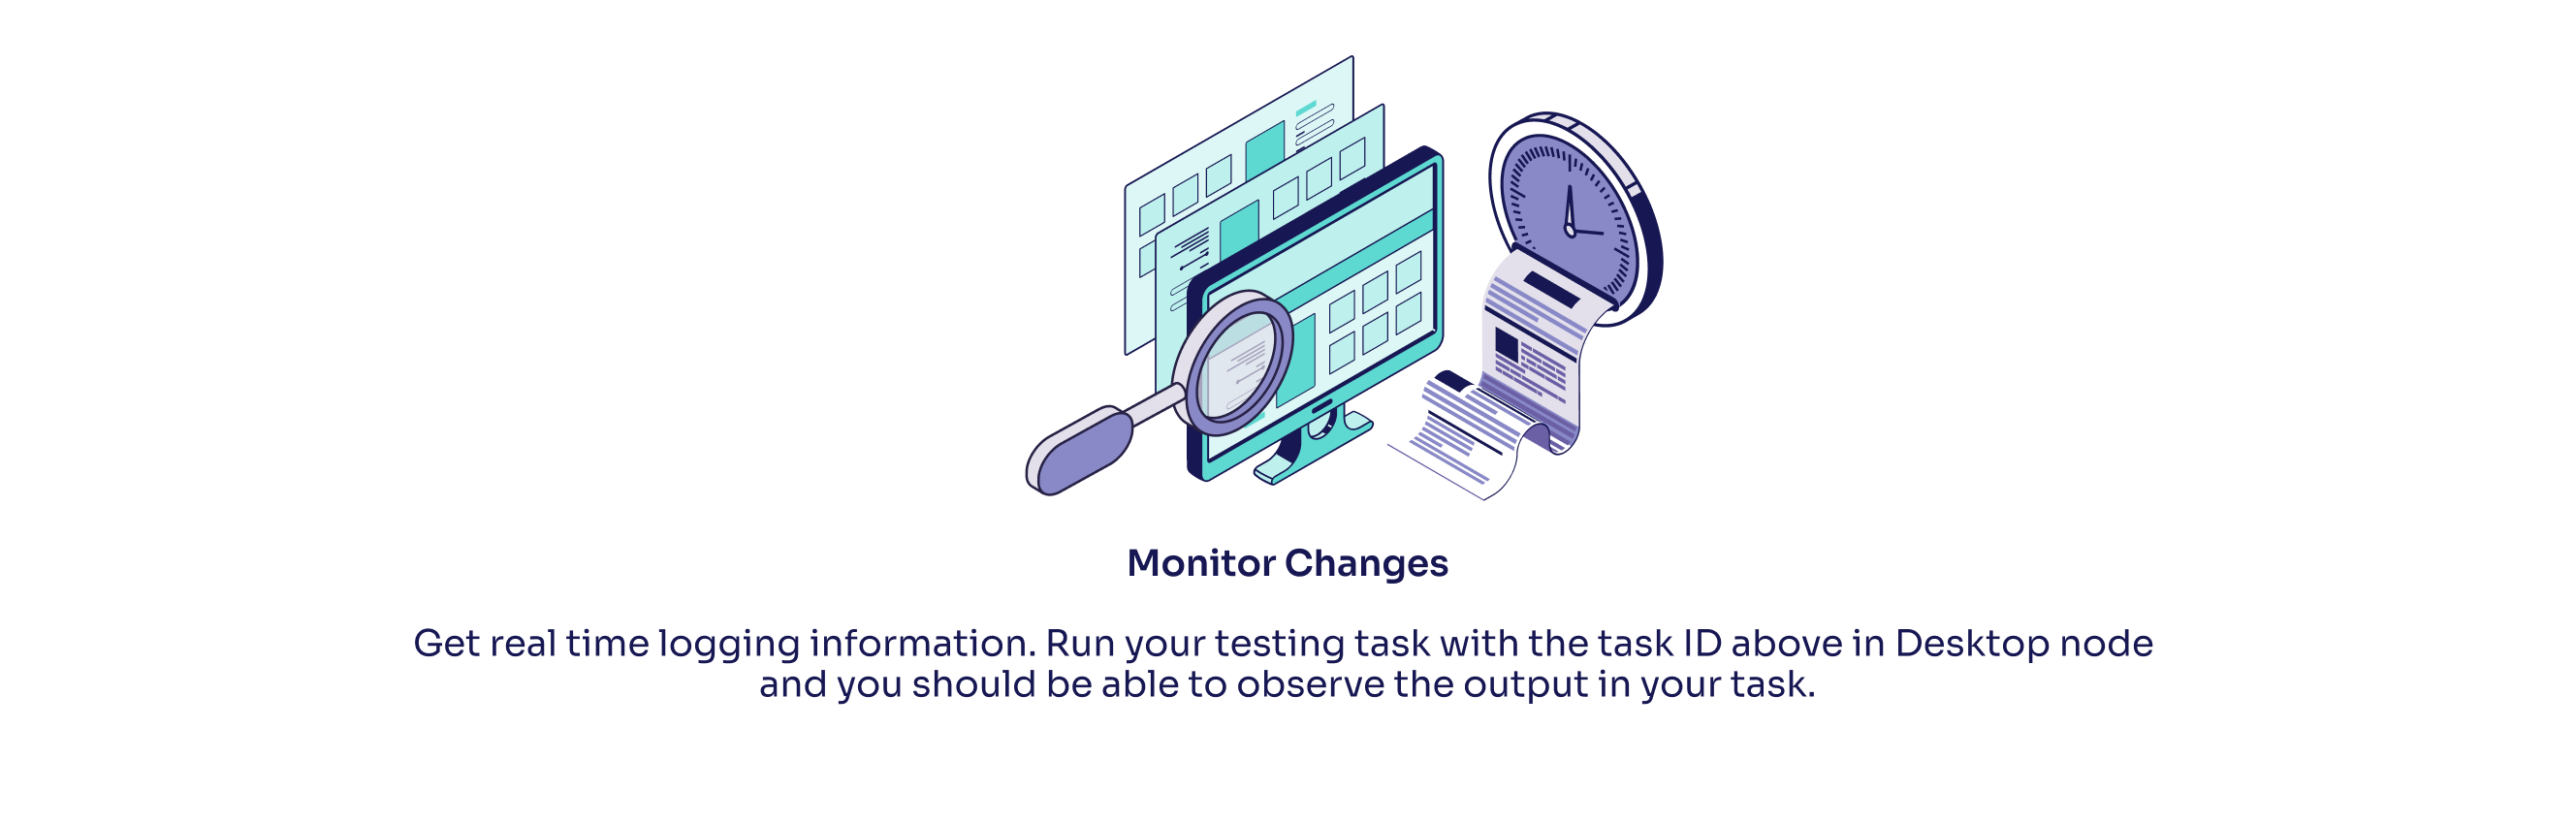 Monitor Changes
Get real time logging information. Run your testing task with the task ID above in Desktop node
and you should be able to observe the output in your task.